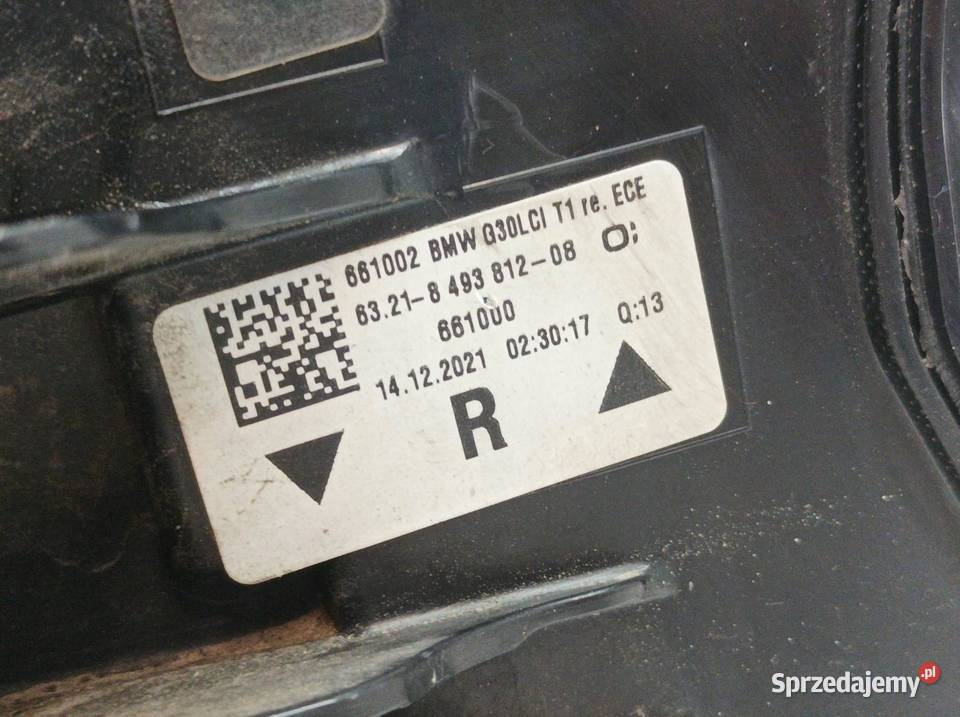 661002 BMW G30LCI T1 re. ECE
63.21-8 493 812-08
661000
14.12.2021 02:30:17 Q:13
R
Sprzedajemy.pl